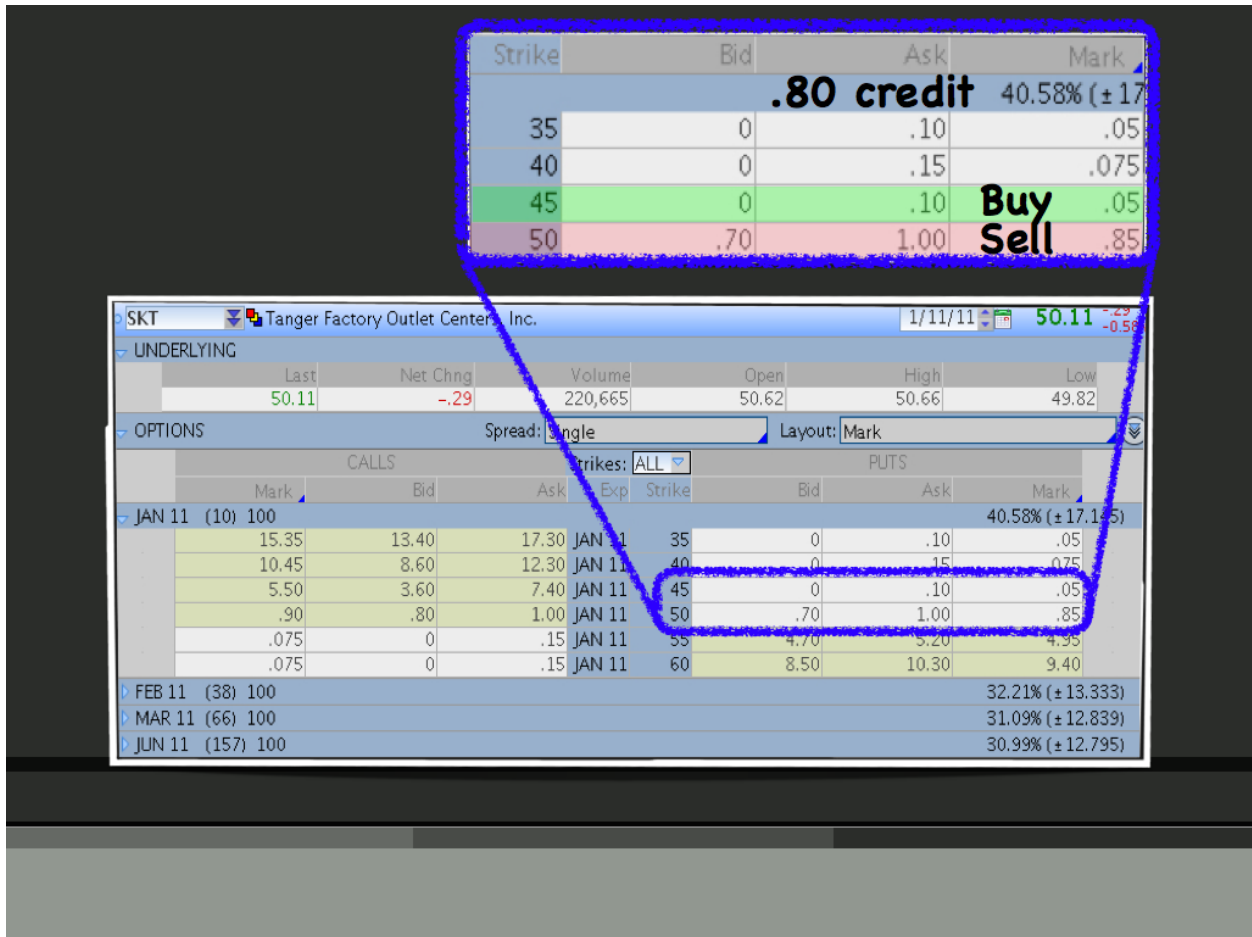 Strike Bid Ask Mark
.80 credit 40.58% (±17
35 0 .10 .05
40 0 .15 .075
45 0 .10 Buy .05
50 .70 1.00 Sell .85
SKT Tanger Factory Outlet Centers, Inc. 1/11/11 50.11 -.29
-0.58
UNDERLYING
Last Net Chng Volume Open High Low
50.11 -.29 220,665 50.62 50.66 49.82
OPTIONS Spread: Single Layout: Mark
CALLS Strikes: ALL PUTS
Mark Bid Ask Exp Strike Bid Ask Mark
JAN 11 (10) 100 40.58% (±17.145)
15.35 13.40 17.30 JAN 11 35 0 .10 .05
10.45 8.60 12.30 JAN 11 40 0 .15 .075
5.50 3.60 7.40 JAN 11 45 0 .10 .05
.90 .80 1.00 JAN 11 50 .70 1.00 .85
.075 0 .15 JAN 11 55 4.70 5.20 4.95
.075 0 .15 JAN 11 60 8.50 10.30 9.40
FEB 11 (38) 100 32.21% (±13.333)
MAR 11 (66) 100 31.09% (±12.839)
JUN 11 (157) 100 30.99% (±12.795)